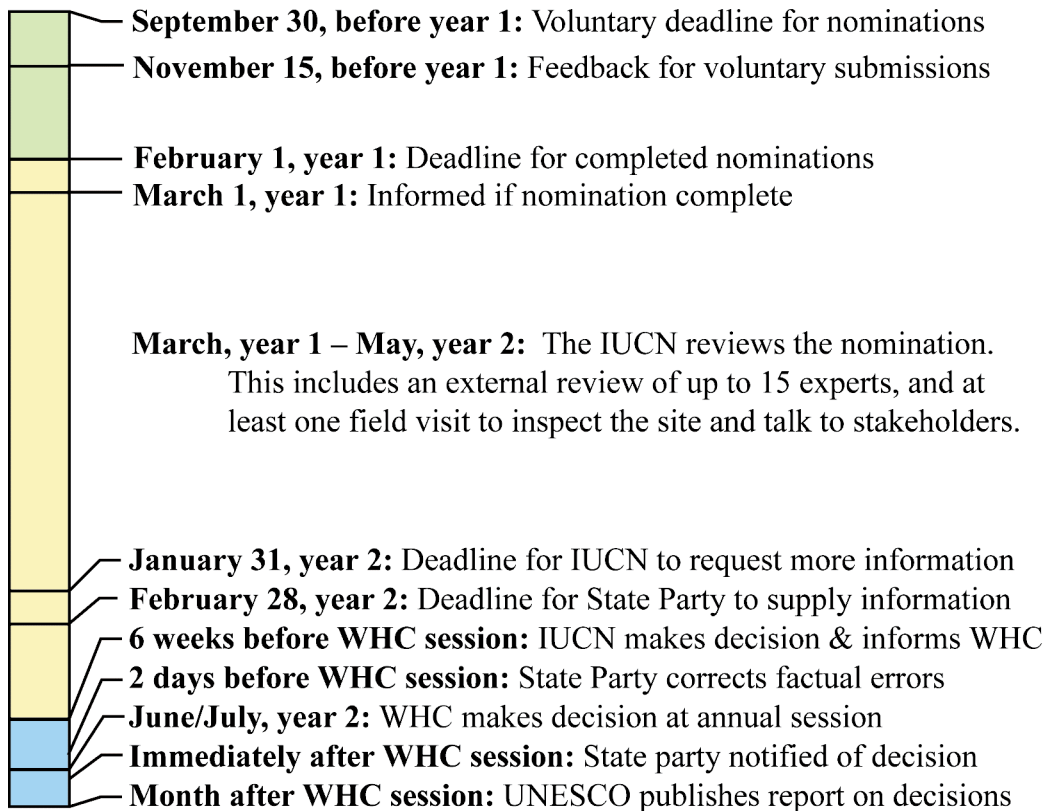 September 30, before year 1: Voluntary deadline for nominations
November 15, before year 1: Feedback for voluntary submissions
February 1, year 1: Deadline for completed nominations
March 1, year 1: Informed if nomination complete
March, year 1 – May, year 2: The IUCN reviews the nomination.
This includes an external review of up to 15 experts, and at
least one field visit to inspect the site and talk to stakeholders.
January 31, year 2: Deadline for IUCN to request more information
February 28, year 2: Deadline for State Party to supply information
6 weeks before WHC session: IUCN makes decision & informs WHC
2 days before WHC session: State Party corrects factual errors
June/July, year 2: WHC makes decision at annual session
Immediately after WHC session: State party notified of decision
Month after WHC session: UNESCO publishes report on decisions